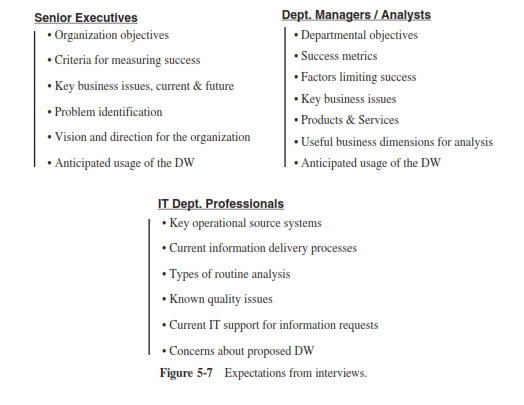 Senior Executives
• Organization objectives
• Criteria for measuring success
• Key business issues, current & future
• Problem identification
• Vision and direction for the organization
• Anticipated usage of the DW
Dept. Managers / Analysts
• Departmental objectives
• Success metrics
• Factors limiting success
• Key business issues
• Products & Services
• Useful business dimensions for analysis
• Anticipated usage of the DW
IT Dept. Professionals
• Key operational source systems
• Current information delivery processes
• Types of routine analysis
• Known quality issues
• Current IT support for information requests
• Concerns about proposed DW
Figure 5-7 Expectations from interviews.